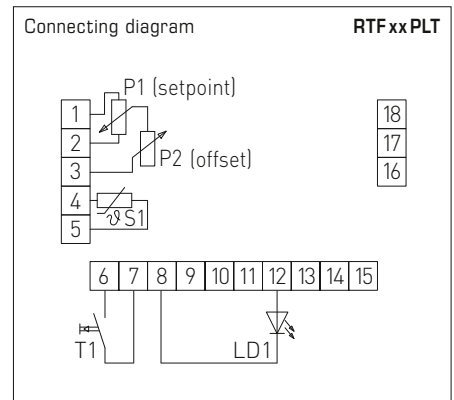 Connecting diagram RTF xx PLT
P1 (setpoint)
1
2
3
4
5
P2 (offset)
ϑ S1
18
17
16
6 7 8 9 10 11 12 13 14 15
T1
LD1